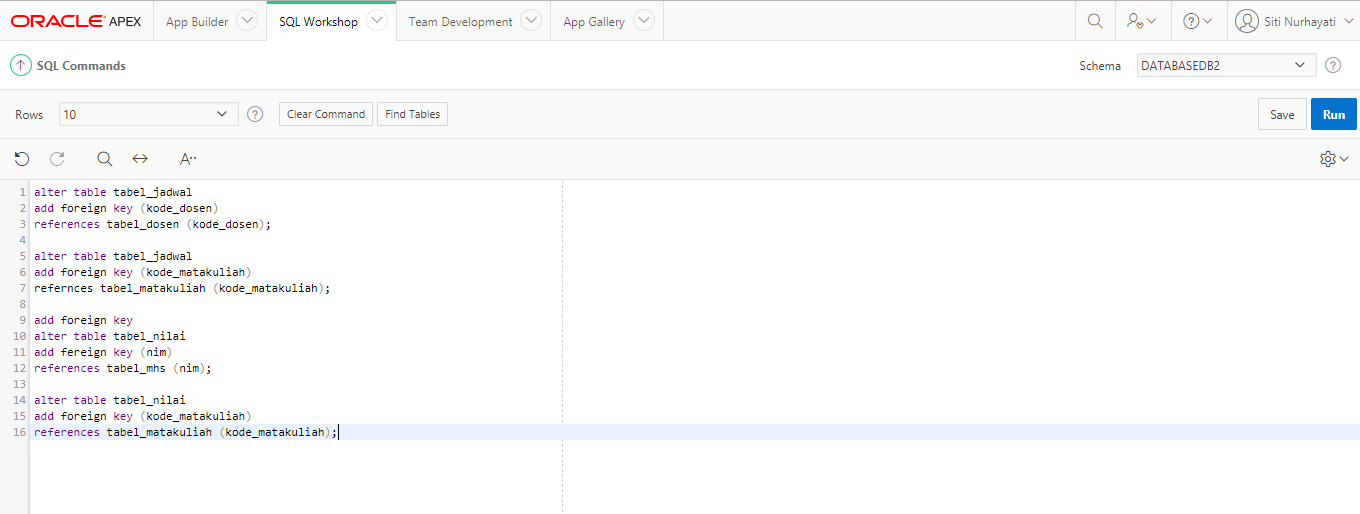 ORACLE APEX App Builder SQL Workshop Team Development App Gallery Siti Nurhayati
SQL Commands Schema DATABASEDB2 ?
Rows 10 ? Clear Command Find Tables Save Run
A··
1 alter table tabel_jadwal
2 add foreign key (kode_dosen)
3 references tabel_dosen (kode_dosen);
4
5 alter table tabel_jadwal
6 add foreign key (kode_matakuliah)
7 refernces tabel_matakuliah (kode_matakuliah);
8
9 add foreign key
10 alter table tabel_nilai
11 add fereign key (nim)
12 references tabel_mhs (nim);
13
14 alter table tabel_nilai
15 add foreign key (kode_matakuliah)
16 references tabel_matakuliah (kode_matakuliah);